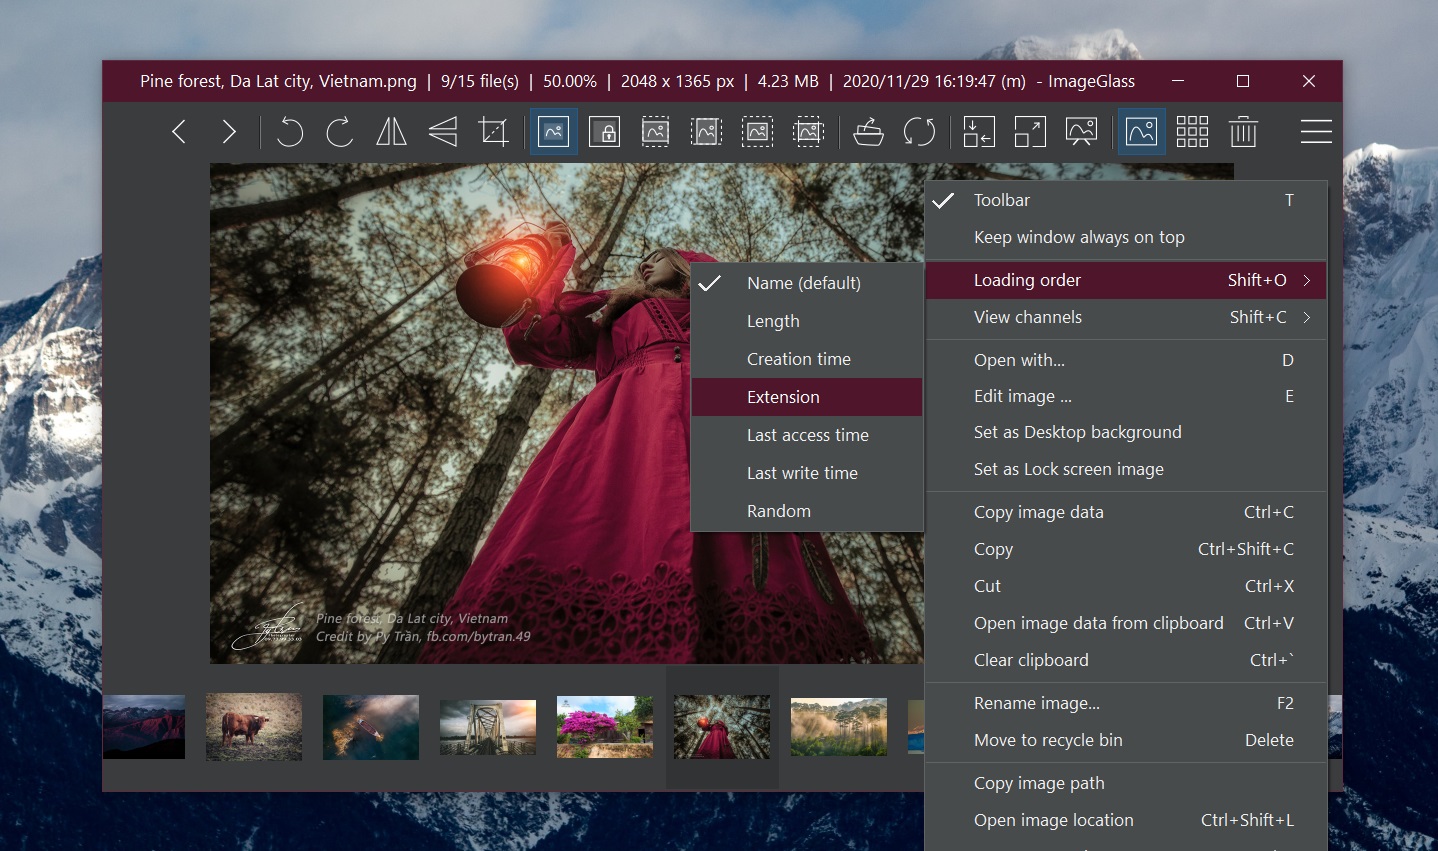 Pine forest, Da Lat city, Vietnam.png | 9/15 file(s) | 50.00% | 2048 x 1365 px | 4.23 MB | 2020/11/29 16:19:47 (m) - ImageGlass
Toolbar T
Keep window always on top
Loading order Shift+O
View channels Shift+C
Open with... D
Edit image ... E
Set as Desktop background
Set as Lock screen image
Copy image data Ctrl+C
Copy Ctrl+Shift+C
Cut Ctrl+X
Open image data from clipboard Ctrl+V
Clear clipboard Ctrl+`
Rename image... F2
Move to recycle bin Delete
Copy image path
Open image location Ctrl+Shift+L
Name (default)
Length
Creation time
Extension
Last access time
Last write time
Random
Pine forest, Da Lat city, Vietnam
Credit by Py Trần, fb.com/bytran.49